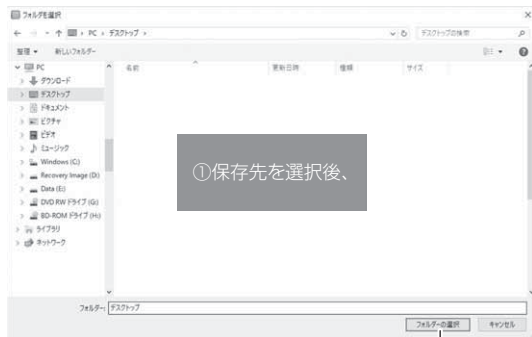 フォルダを選択
PC › デスクトップ ›
デスクトップの検索
整理 ▾ 新しいフォルダー
名前 更新日時 種類 サイズ
PC
ダウンロード
デスクトップ
ドキュメント
ピクチャ
ビデオ
ミュージック
Windows (C:)
Recovery Image (D:)
Data (E:)
DVD RW ドライブ (G:)
BD-ROM ドライブ (H:)
ライブラリ
ネットワーク
①保存先を選択後、
フォルダー: デスクトップ
フォルダーの選択 キャンセル